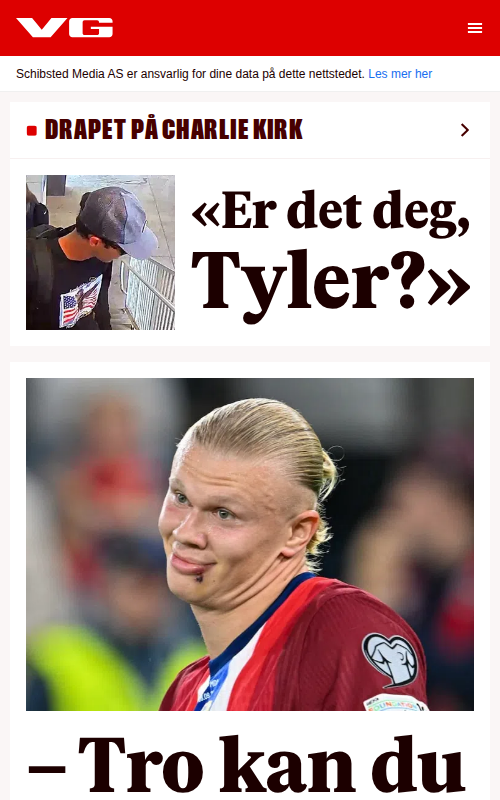 VG
Schibsted Media AS er ansvarlig for dine data på dette nettstedet. Les mer her
DRAPET PÅ CHARLIE KIRK
«Er det deg,
Tyler?»
– Tro kan du